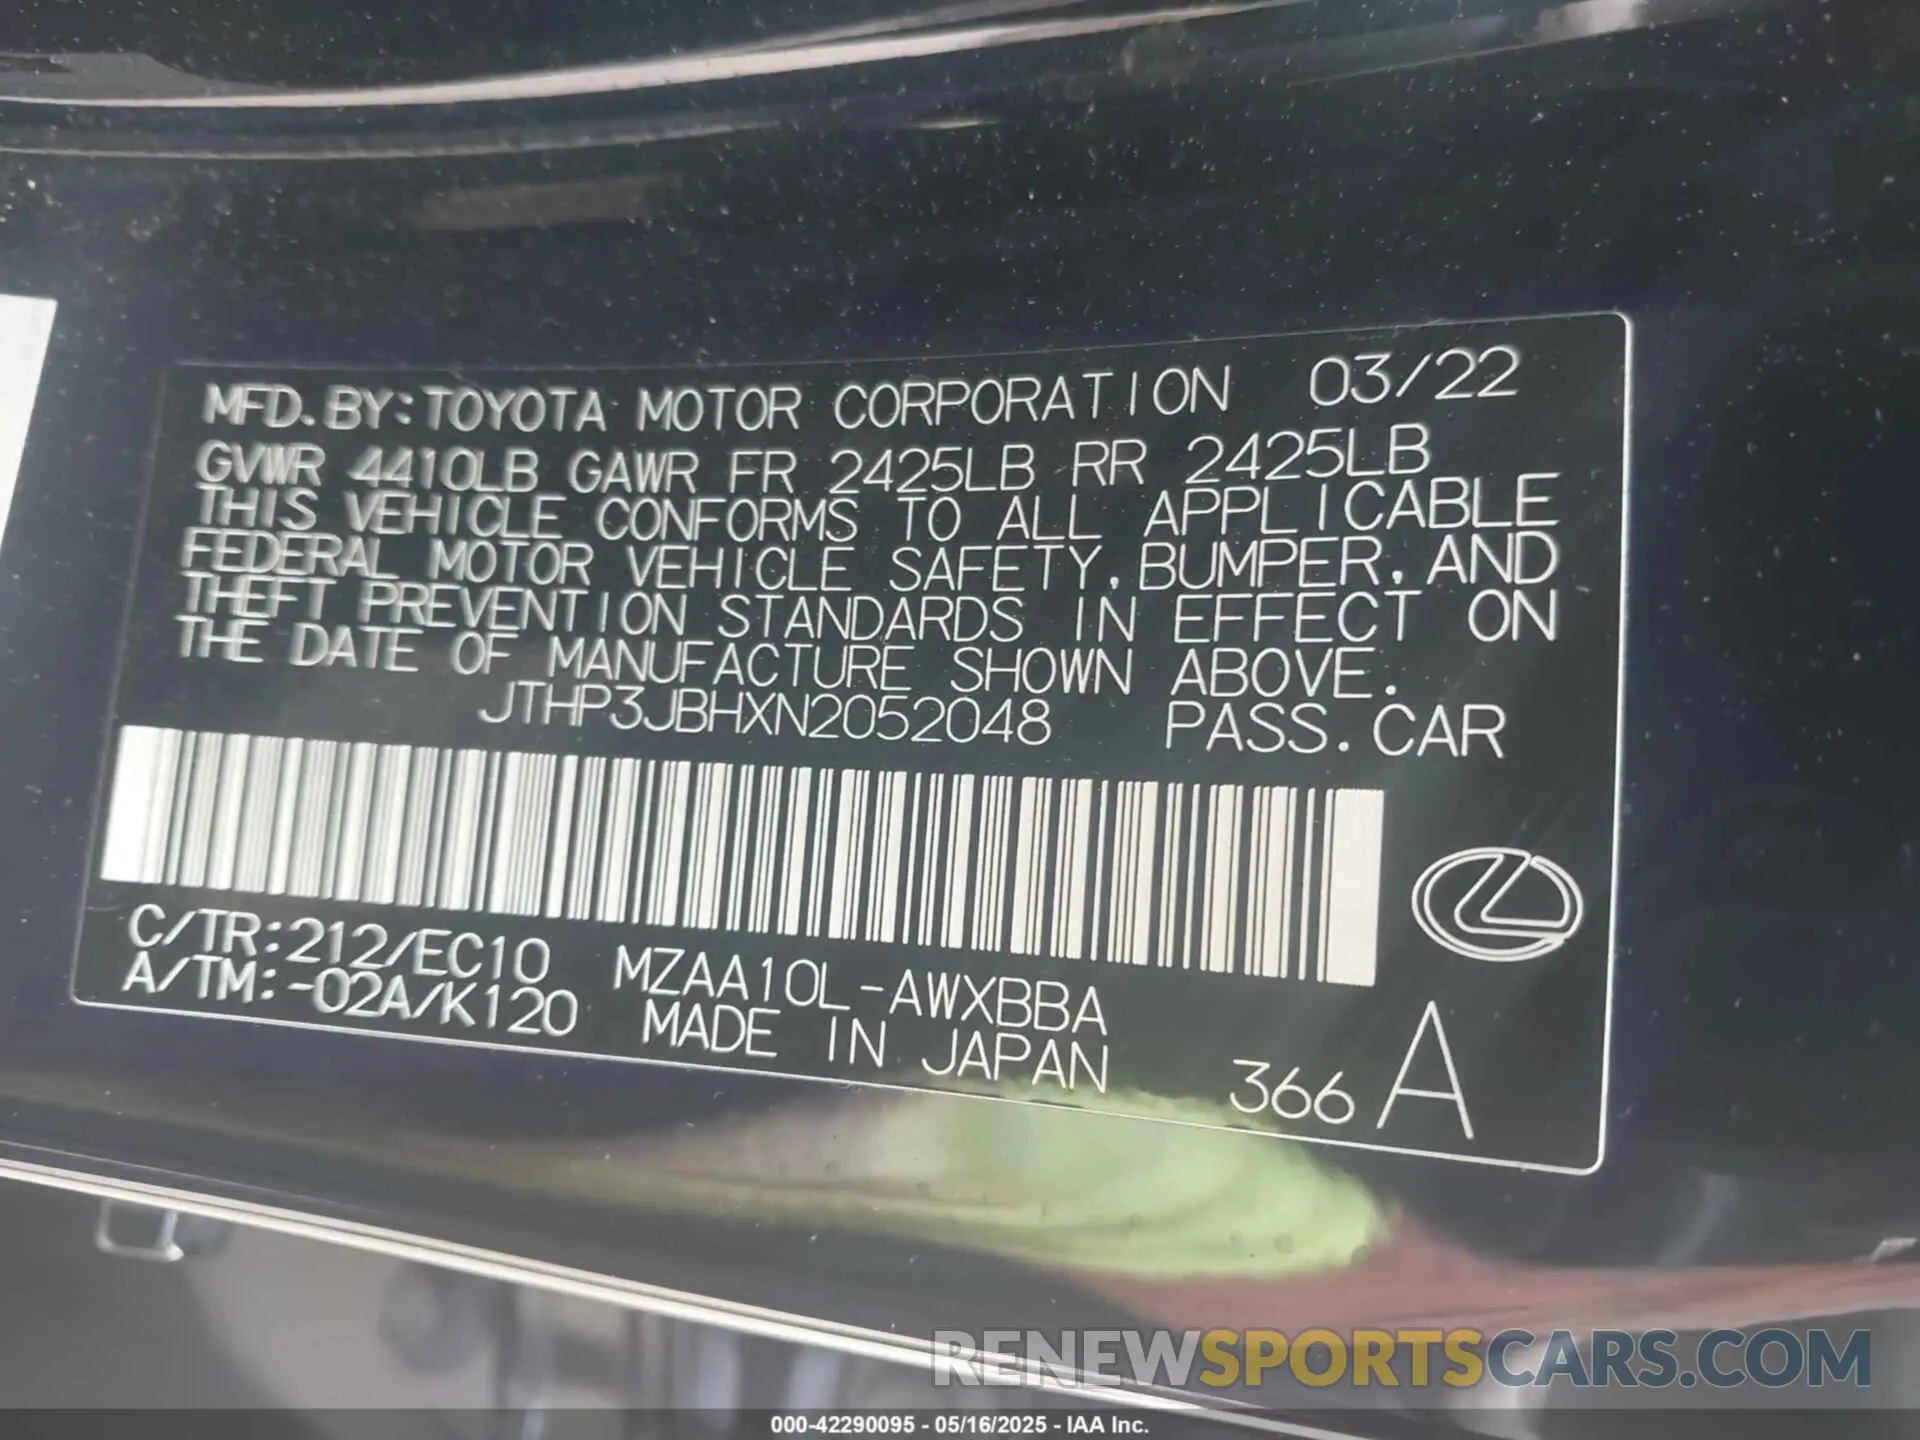 MFD.BY:TOYOTA MOTOR CORPORATION 03/22
GVWR 4410LB GAWR FR 2425LB RR 2425LB
THIS VEHICLE CONFORMS TO ALL APPLICABLE
FEDERAL MOTOR VEHICLE SAFETY, BUMPER, AND
THEFT PREVENTION STANDARDS IN EFFECT ON
THE DATE OF MANUFACTURE SHOWN ABOVE.
JTHP3JBHXN2052048 PASS.CAR
C/TR:212/EC10 MZAA10L-AWXBBA
A/TM:-02A/K120 MADE IN JAPAN
366 A
RENEWSPORTSCARS.COM
000-42290095 - 05/16/2025 - IAA Inc.